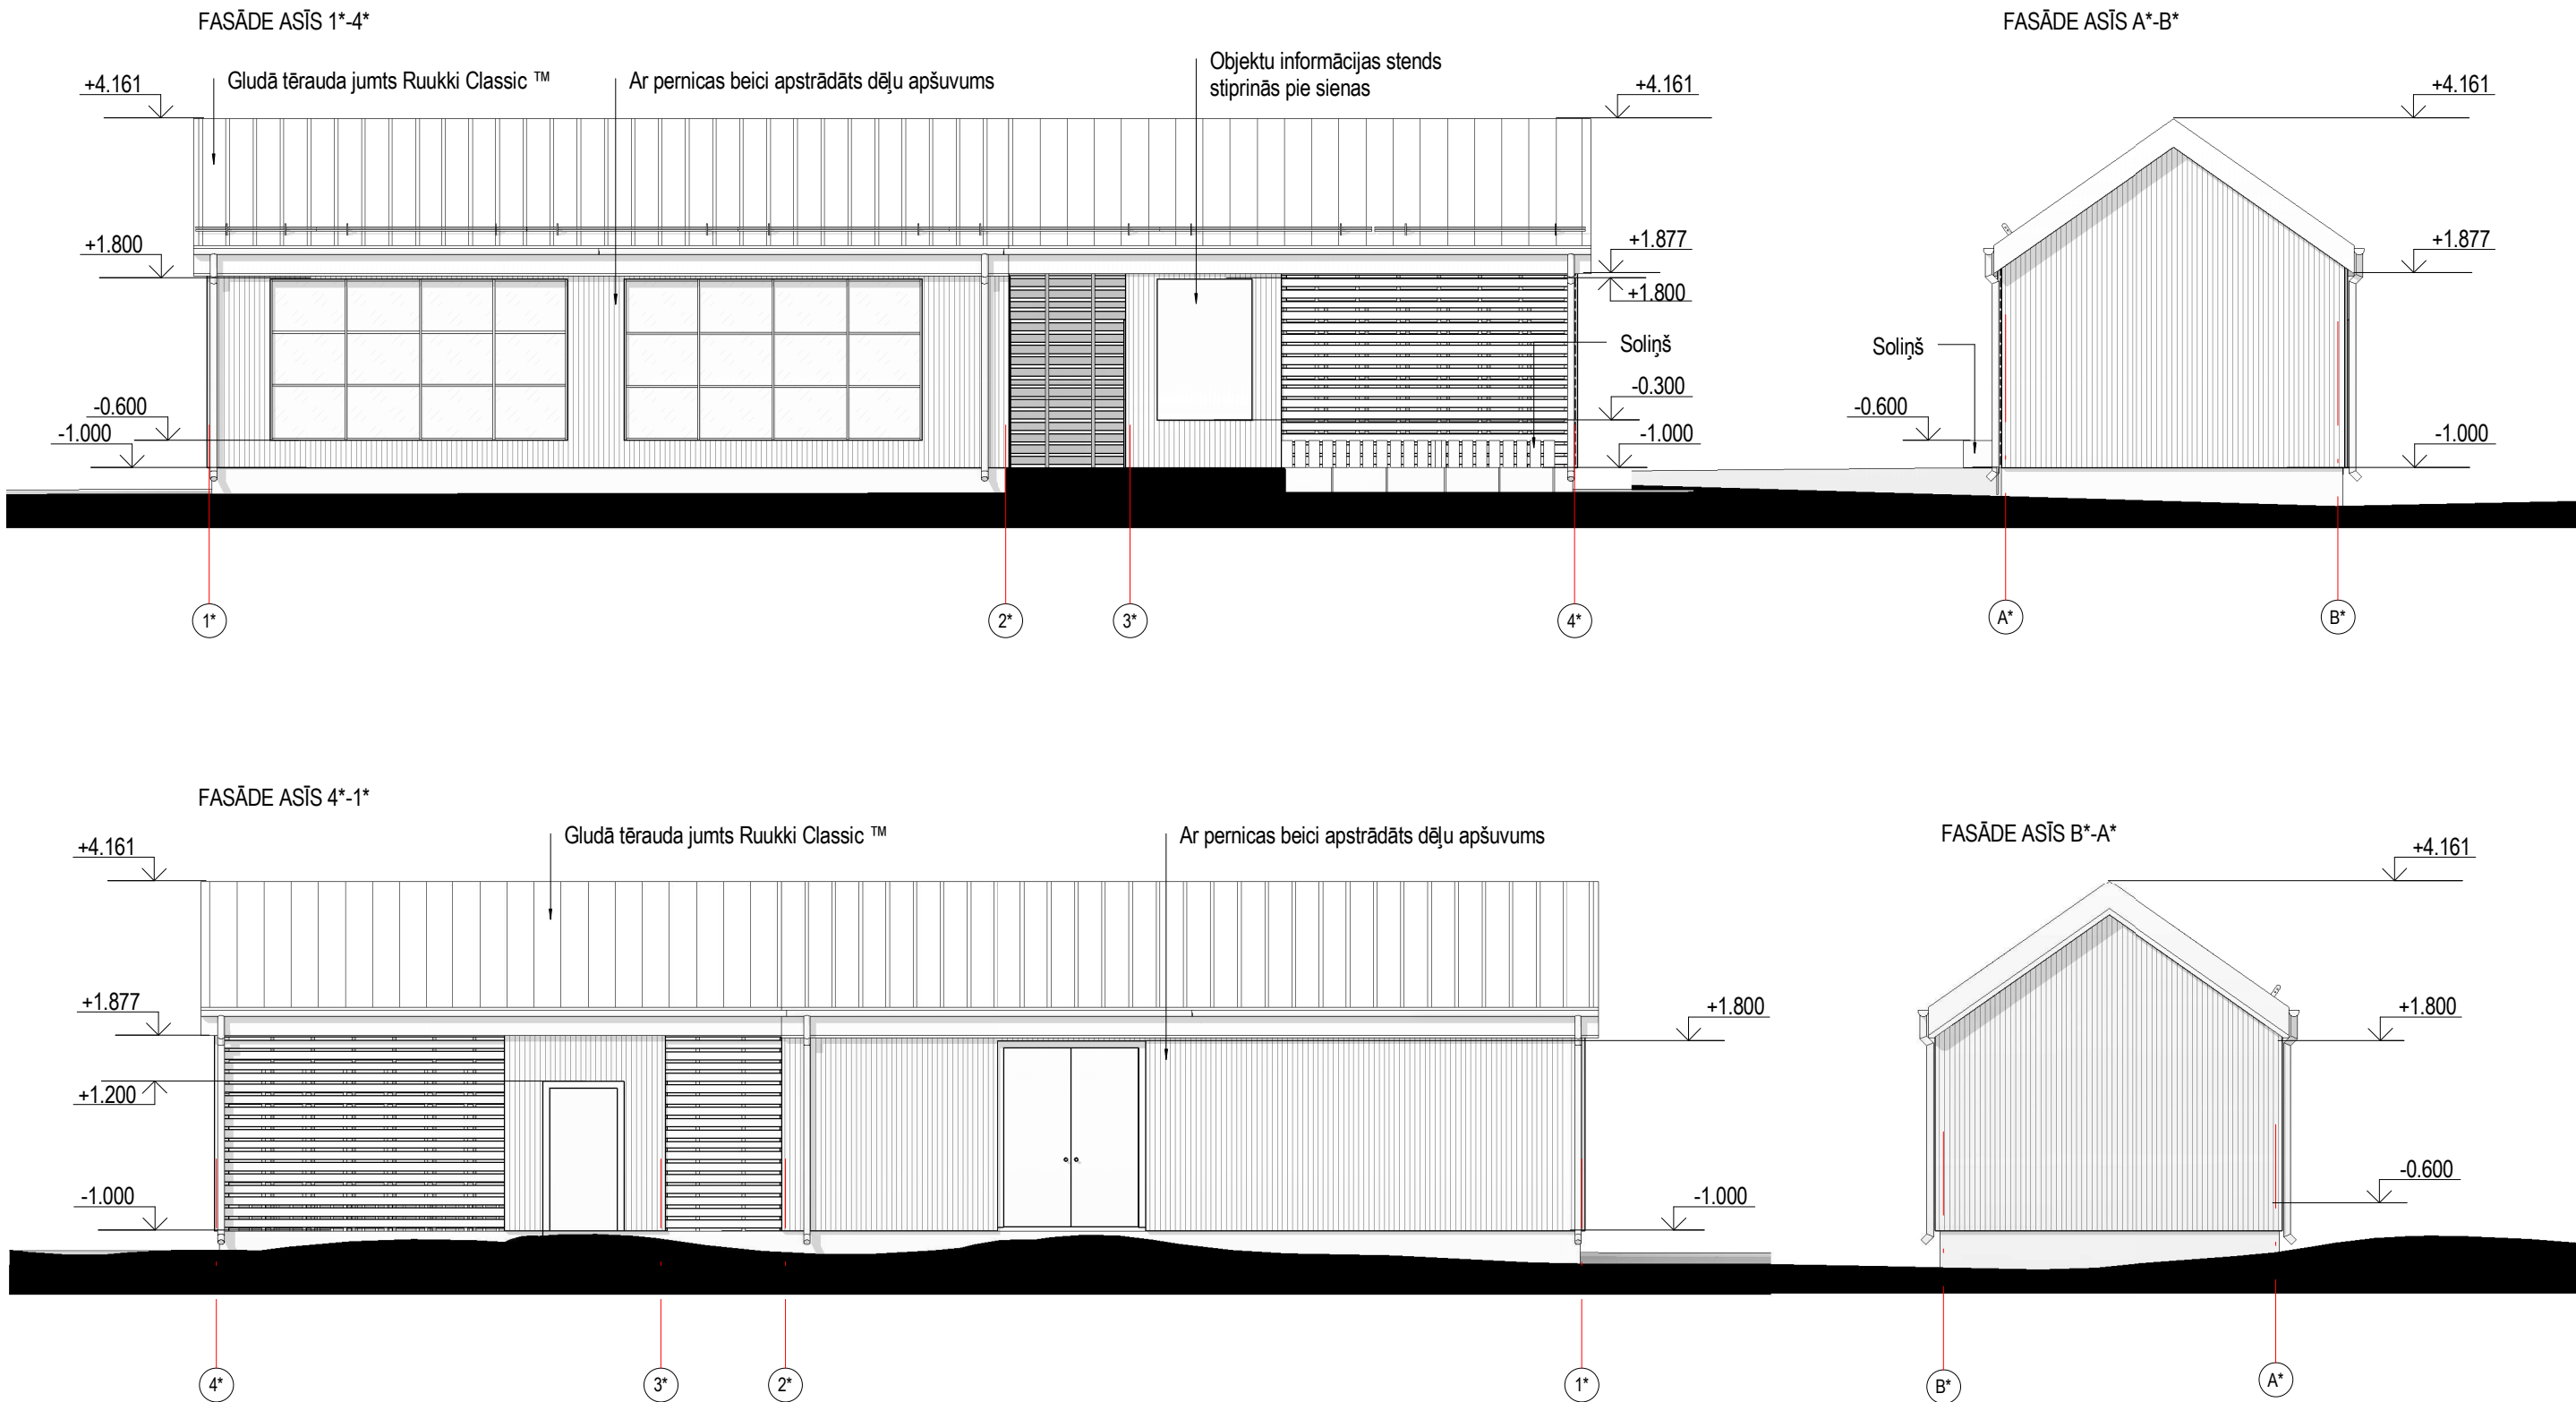 FASĀDE ASĪS 1*-4*
Gludā tērauda jumts Ruukki Classic ™
Ar pernicas beici apstrādāts dēļu apšuvums
Objektu informācijas stends
stiprinās pie sienas
+4.161
+4.161
+1.800
+1.877
+1.800
Soliņš
-0.300
-0.600
-1.000
-1.000
1*
2*
3*
4*
FASĀDE ASĪS A*-B*
+4.161
+1.877
Soliņš
-0.600
-1.000
A*
B*
FASĀDE ASĪS 4*-1*
Gludā tērauda jumts Ruukki Classic ™
Ar pernicas beici apstrādāts dēļu apšuvums
+4.161
+1.877
+1.800
+1.200
-1.000
-1.000
4*
3*
2*
1*
FASĀDE ASĪS B*-A*
+4.161
+1.800
-0.600
B*
A*